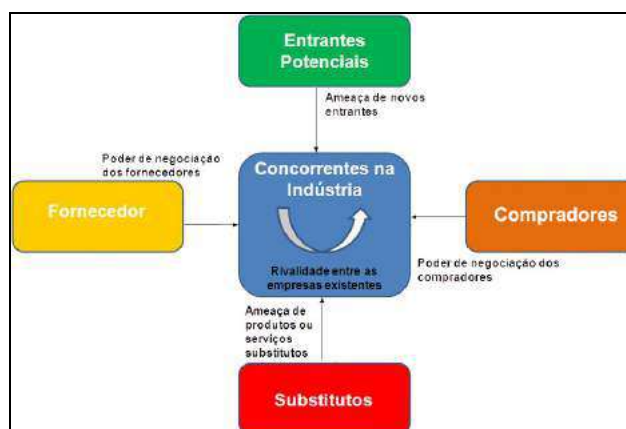 Entrantes
Potenciais
Ameaça de novos
entrantes
Poder de negociação
dos fornecedores
Concorrentes na
Indústria
Fornecedor
Compradores
Rivalidade entre as
empresas existentes
Poder de negociação dos
compradores
Ameaça de
produtos ou
serviços
substitutos
Substitutos